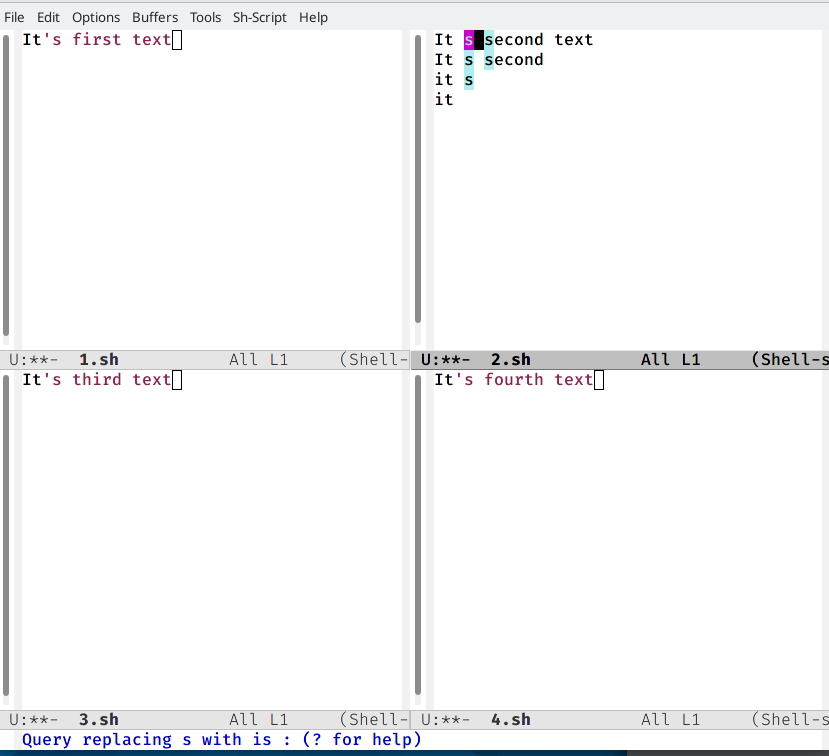 File Edit Options Buffers Tools Sh-Script Help
It's first text
U:**-  1.sh All L1 (Shell-
It s second text
It s second
it s
it
U:**-  2.sh All L1 (Shell-s
It's third text
U:**-  3.sh All L1 (Shell-
It's fourth text
U:**-  4.sh All L1 (Shell-s
Query replacing s with is : (? for help)